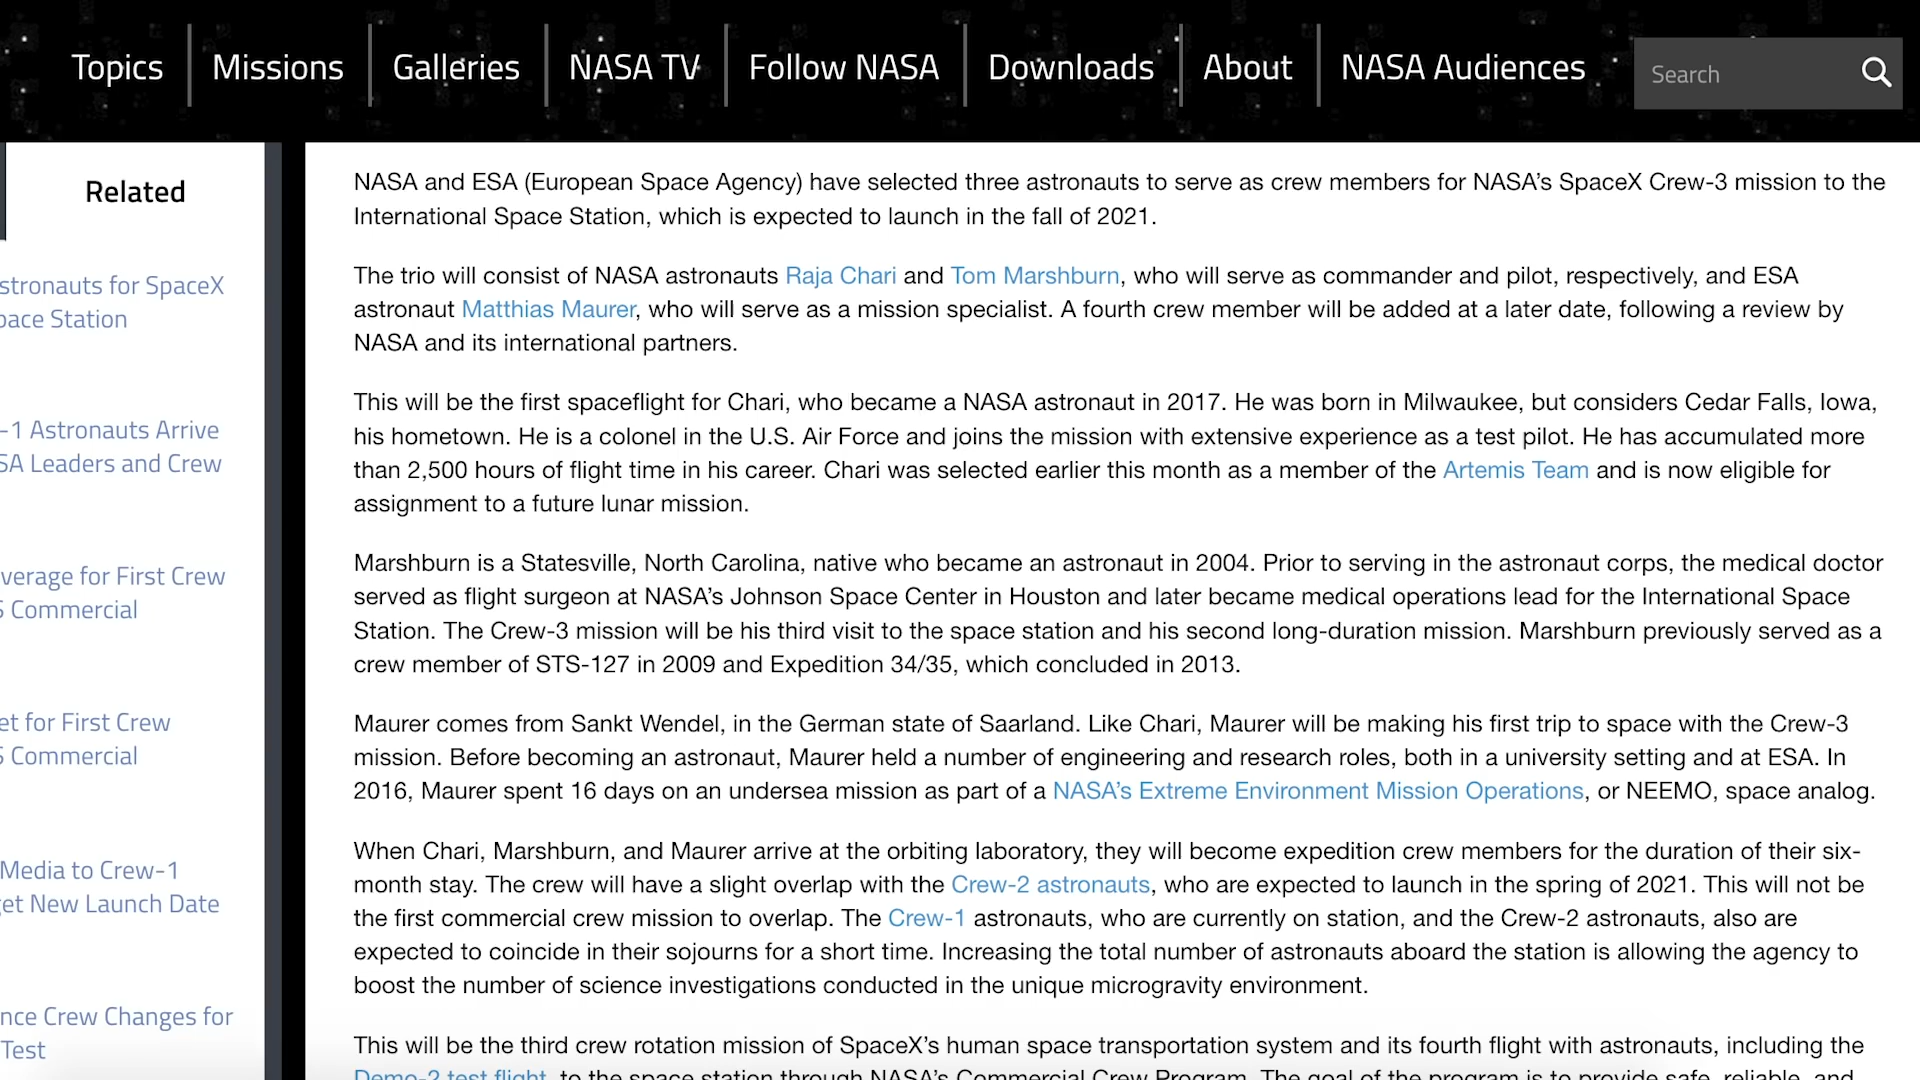 Topics Missions Galleries NASA TV Follow NASA Downloads About NASA Audiences Search
Related
stronauts for SpaceX
pace Station
-1 Astronauts Arrive
SA Leaders and Crew
verage for First Crew
S Commercial
et for First Crew
S Commercial
Media to Crew-1
get New Launch Date
nce Crew Changes for
Test
NASA and ESA (European Space Agency) have selected three astronauts to serve as crew members for NASA’s SpaceX Crew-3 mission to the
International Space Station, which is expected to launch in the fall of 2021.
The trio will consist of NASA astronauts Raja Chari and Tom Marshburn, who will serve as commander and pilot, respectively, and ESA
astronaut Matthias Maurer, who will serve as a mission specialist. A fourth crew member will be added at a later date, following a review by
NASA and its international partners.
This will be the first spaceflight for Chari, who became a NASA astronaut in 2017. He was born in Milwaukee, but considers Cedar Falls, Iowa,
his hometown. He is a colonel in the U.S. Air Force and joins the mission with extensive experience as a test pilot. He has accumulated more
than 2,500 hours of flight time in his career. Chari was selected earlier this month as a member of the Artemis Team and is now eligible for
assignment to a future lunar mission.
Marshburn is a Statesville, North Carolina, native who became an astronaut in 2004. Prior to serving in the astronaut corps, the medical doctor
served as flight surgeon at NASA’s Johnson Space Center in Houston and later became medical operations lead for the International Space
Station. The Crew-3 mission will be his third visit to the space station and his second long-duration mission. Marshburn previously served as a
crew member of STS-127 in 2009 and Expedition 34/35, which concluded in 2013.
Maurer comes from Sankt Wendel, in the German state of Saarland. Like Chari, Maurer will be making his first trip to space with the Crew-3
mission. Before becoming an astronaut, Maurer held a number of engineering and research roles, both in a university setting and at ESA. In
2016, Maurer spent 16 days on an undersea mission as part of a NASA’s Extreme Environment Mission Operations, or NEEMO, space analog.
When Chari, Marshburn, and Maurer arrive at the orbiting laboratory, they will become expedition crew members for the duration of their six-
month stay. The crew will have a slight overlap with the Crew-2 astronauts, who are expected to launch in the spring of 2021. This will not be
the first commercial crew mission to overlap. The Crew-1 astronauts, who are currently on station, and the Crew-2 astronauts, also are
expected to coincide in their sojourns for a short time. Increasing the total number of astronauts aboard the station is allowing the agency to
boost the number of science investigations conducted in the unique microgravity environment.
This will be the third crew rotation mission of SpaceX’s human space transportation system and its fourth flight with astronauts, including the
Demo-2 test flight, to the space station through NASA’s Commercial Crew Program. The goal of the program is to provide safe, reliable, and